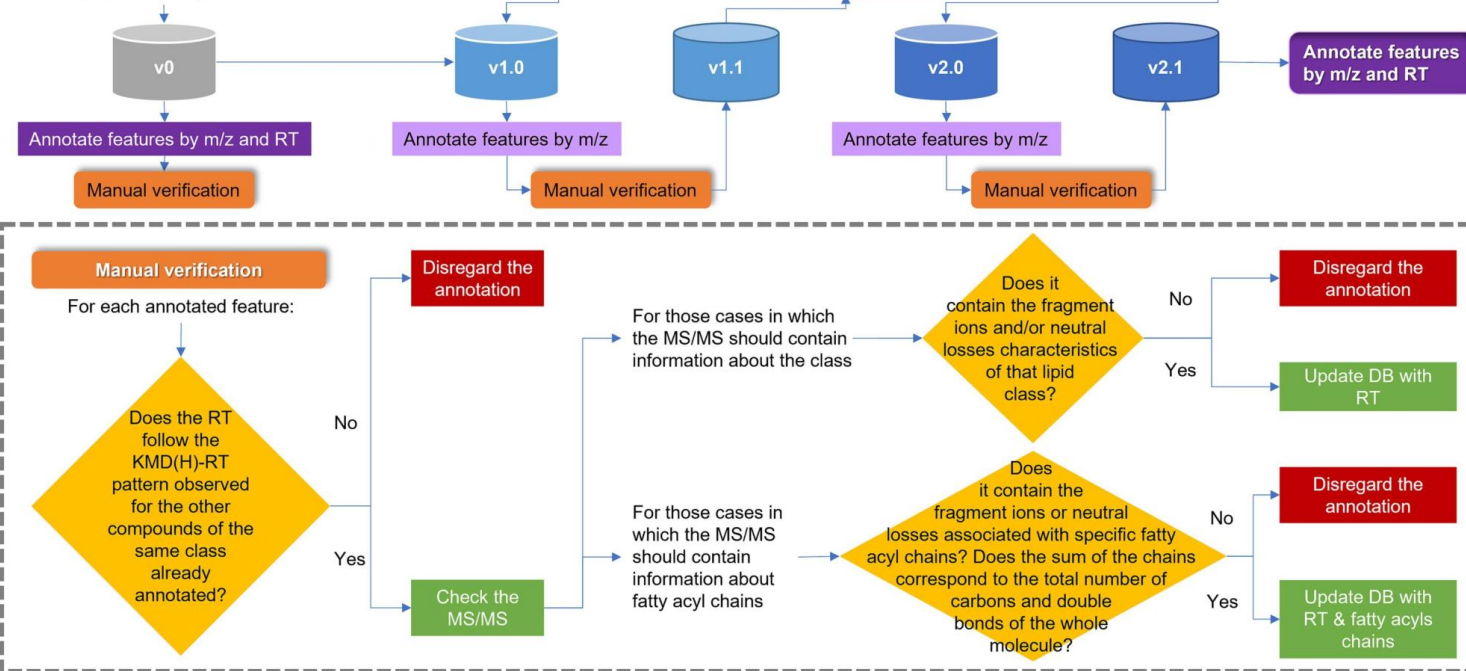 v0
v1.0
v1.1
v2.0
v2.1
Annotate features
by m/z and RT
Annotate features by m/z and RT
Annotate features by m/z
Annotate features by m/z
Manual verification
Manual verification
Manual verification
Manual verification
For each annotated feature:
Does the RT
follow the
KMD(H)-RT
pattern observed
for the other
compounds of the
same class
already
annotated?
No
Yes
Disregard the
annotation
Check the
MS/MS
For those cases in which
the MS/MS should contain
information about the class
Does it
contain the fragment
ions and/or neutral
losses characteristics
of that lipid
class?
No
Yes
Disregard the
annotation
Update DB with
RT
For those cases in
which the MS/MS
should contain
information about
fatty acyl chains
Does
it contain the
fragment ions or neutral
losses associated with specific fatty
acyl chains? Does the sum of the chains
correspond to the total number of
carbons and double
bonds of the whole
molecule?
No
Yes
Disregard the
annotation
Update DB with
RT & fatty acyls
chains